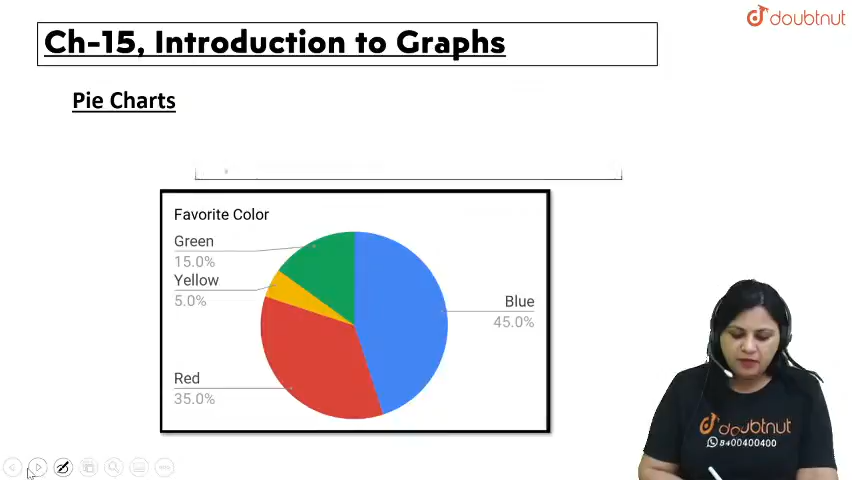 doubtnut
Ch-15, Introduction to Graphs
Pie Charts
Favorite Color
Green
15.0%
Yellow
5.0%
Blue
45.0%
Red
35.0%
doubtnut
8400400400